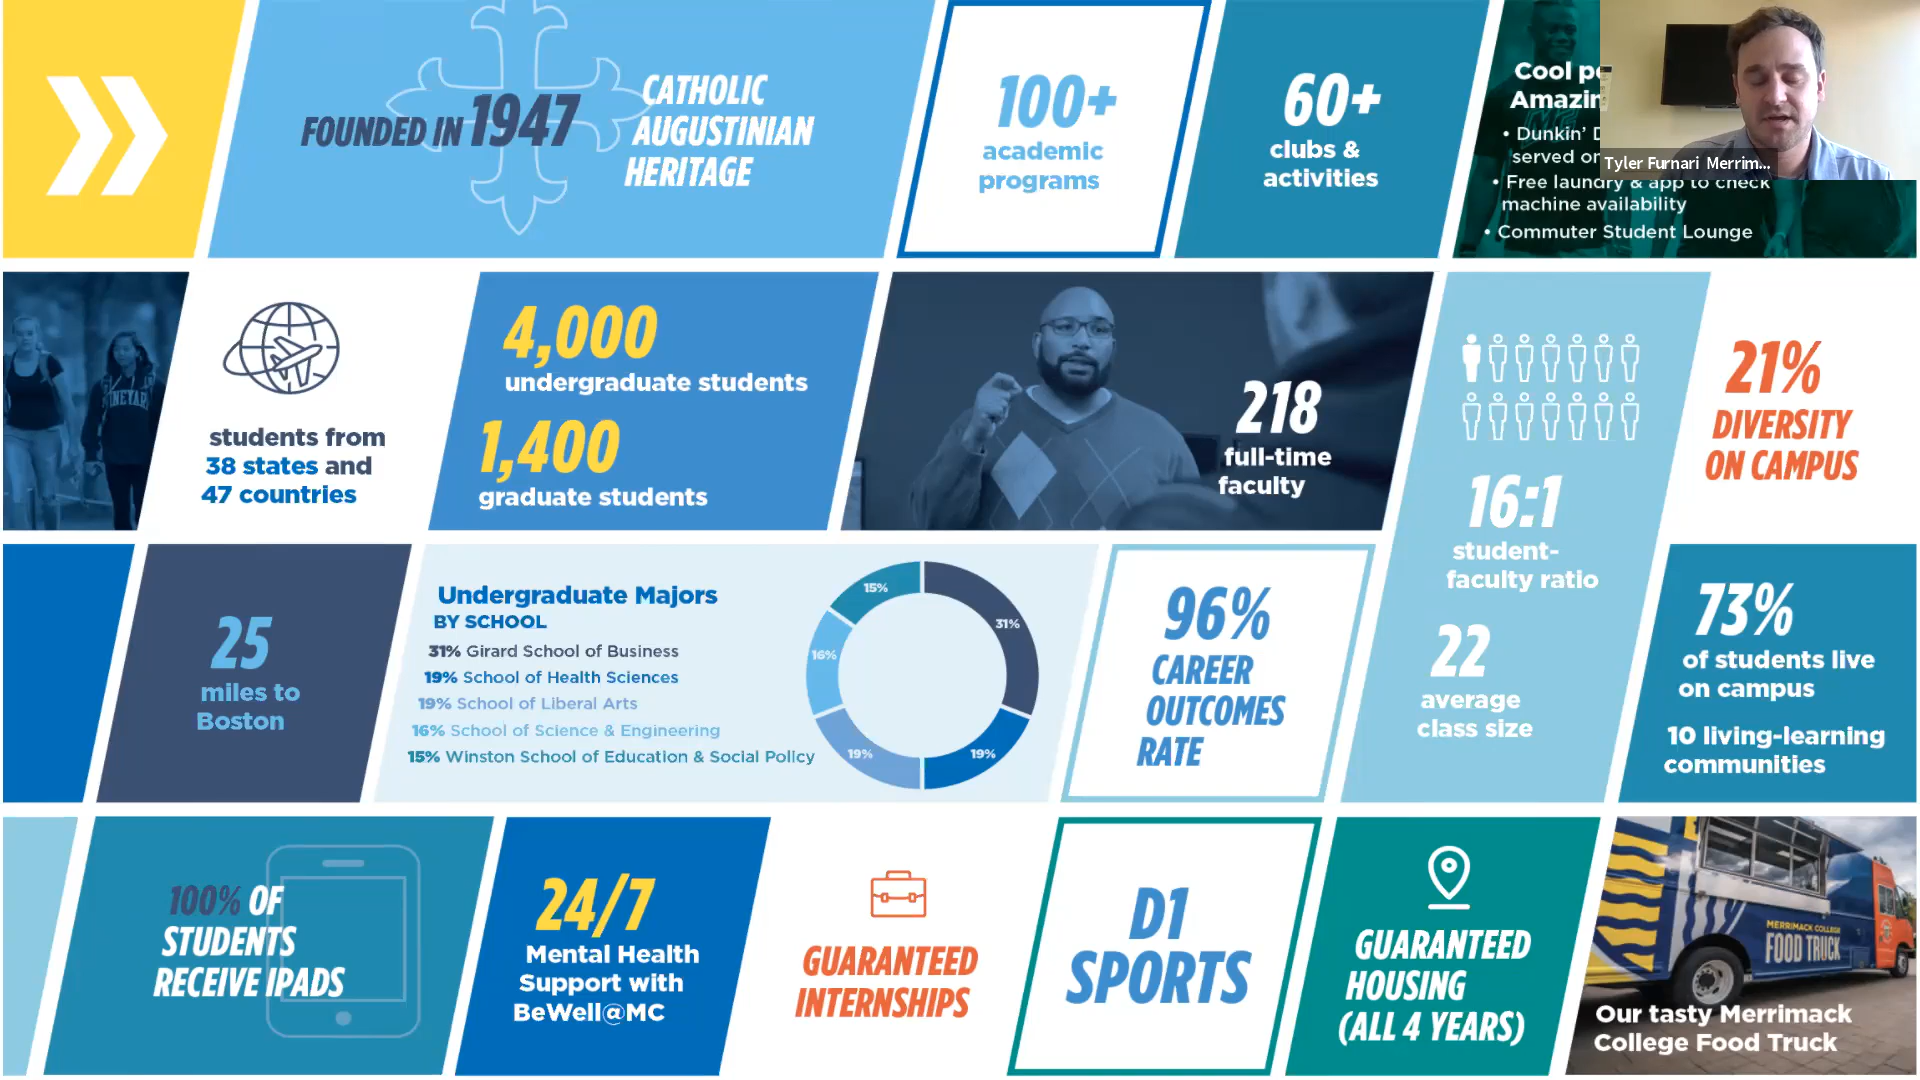 FOUNDED IN 1947
CATHOLIC
AUGUSTINIAN
HERITAGE
100+
academic
programs
60+
clubs &
activities
Cool
Amazin
• Dunkin'
served on
• Free laundry & app to check
machine availability
• Commuter Student Lounge
Tyler Furnari Merrim...
students from
38 states and
47 countries
4,000
undergraduate students
1,400
graduate students
218
full-time
faculty
16:1
student-
faculty ratio
22
average
class size
21%
DIVERSITY
ON CAMPUS
25
miles to
Boston
Undergraduate Majors
BY SCHOOL
31% Girard School of Business
19% School of Health Sciences
19% School of Liberal Arts
16% School of Science & Engineering
15% Winston School of Education & Social Policy
15%
31%
16%
19%
19%
96%
CAREER
OUTCOMES
RATE
73%
of students live
on campus
10 living-learning
communities
100% OF
STUDENTS
RECEIVE IPADS
24/7
Mental Health
Support with
BeWell@MC
GUARANTEED
INTERNSHIPS
D1
SPORTS
GUARANTEED
HOUSING
(ALL 4 YEARS)
MERRIMACK COLLEGE
FOOD TRUCK
Our tasty Merrimack
College Food Truck